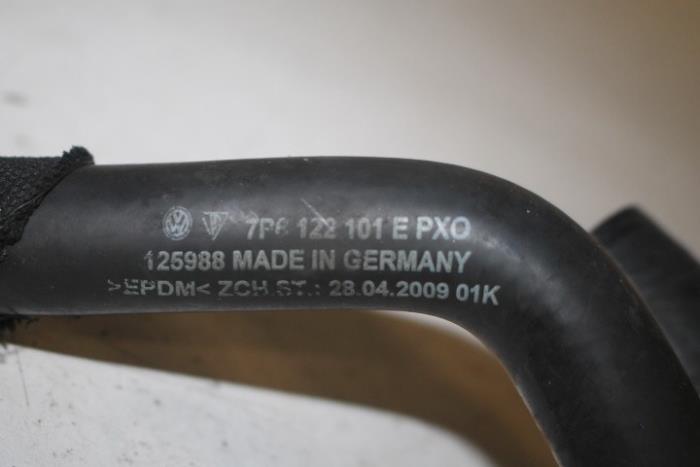 7P6 122 101 E PXO
125988 MADE IN GERMANY
>EPDM< ZCH.ST.: 28.04.2009 01K